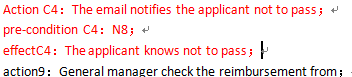 Action C4：The email notifies the applicant not to pass；
pre-condition C4：N8；
effectC4：The applicant knows not to pass；
action9：General manager check the reimbursement from；